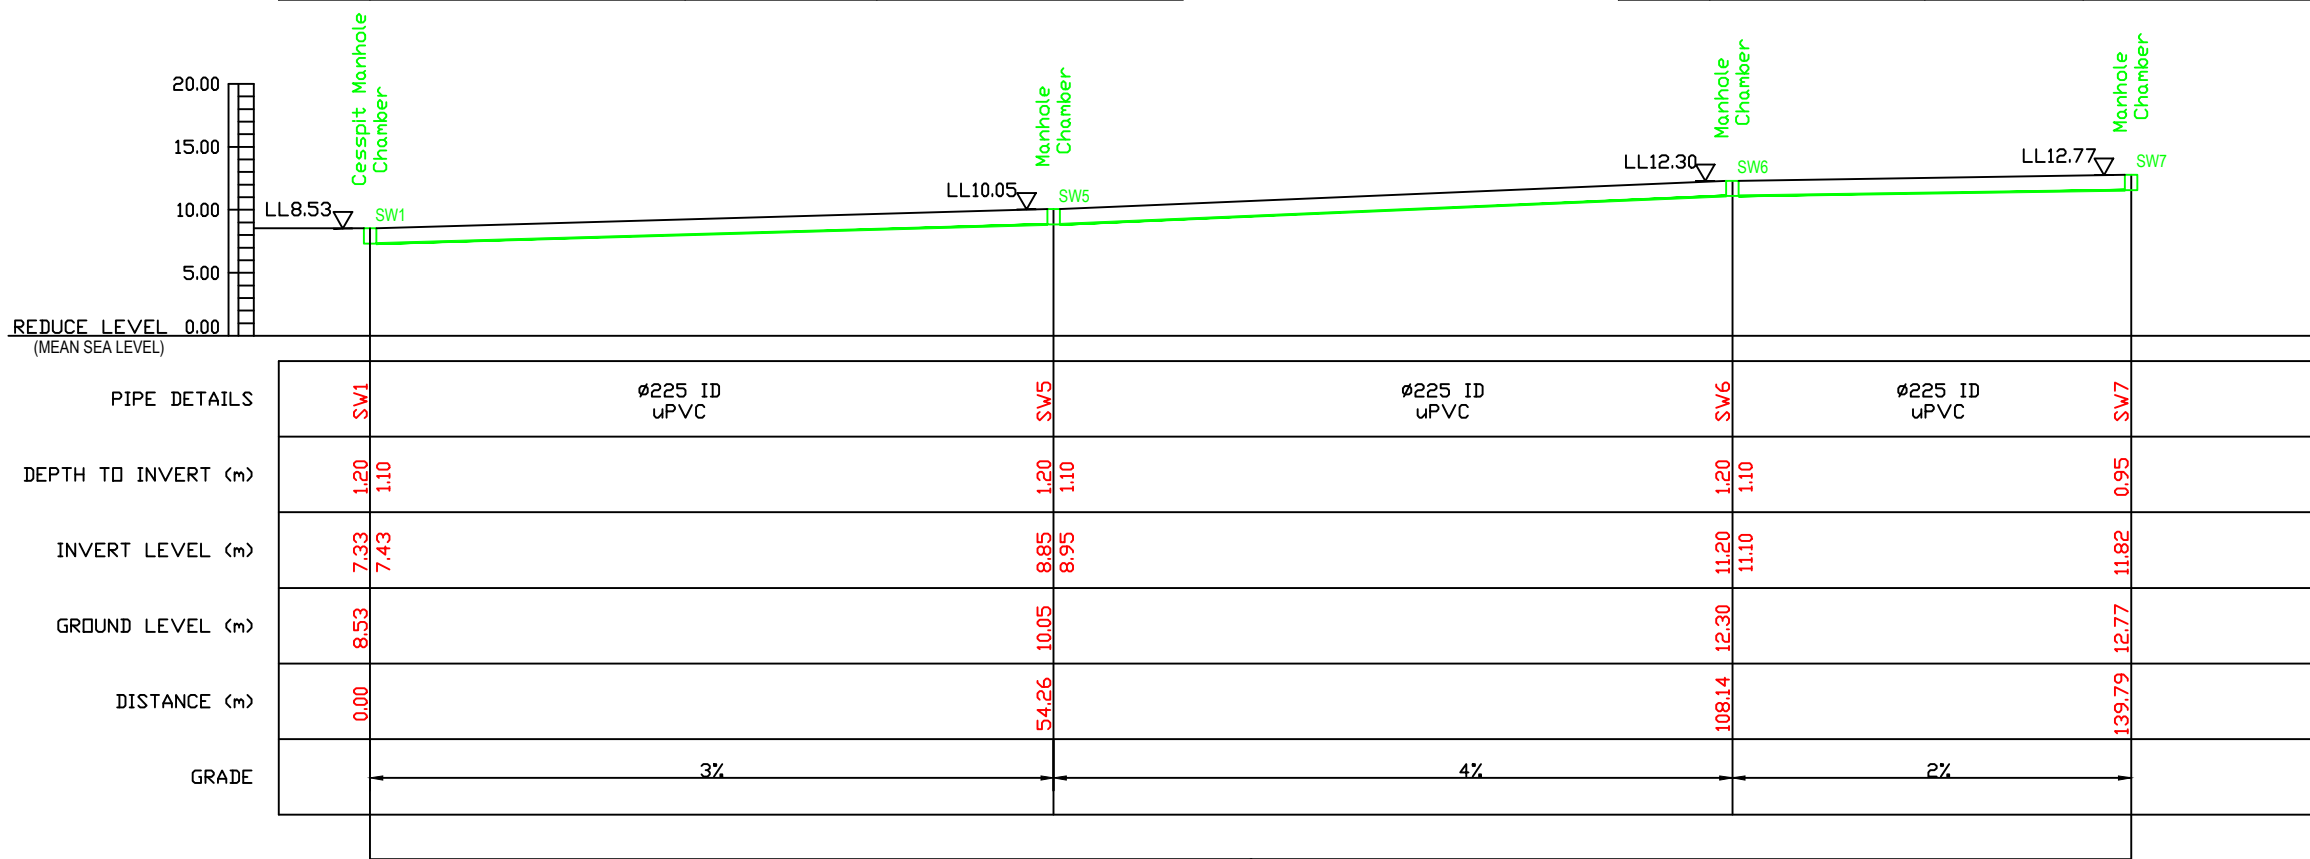 Cesspit Manhole
Chamber
Manhole
Chamber
Manhole
Chamber
Manhole
Chamber
20.00
15.00
10.00
5.00
REDUCE LEVEL 0.00
(MEAN SEA LEVEL)
LL8.53
SW1
LL10.05
SW5
LL12.30
SW6
LL12.77
SW7
PIPE DETAILS
SW1
Ø225 ID
uPVC
SW5
Ø225 ID
uPVC
SW6
Ø225 ID
uPVC
SW7
DEPTH TO INVERT (m)
1.20
1.10
1.20
1.10
1.20
1.10
0.95
INVERT LEVEL (m)
7.33
7.43
8.85
8.95
11.20
11.10
11.82
GROUND LEVEL (m)
8.53
10.05
12.30
12.77
DISTANCE (m)
0.00
54.26
108.14
139.79
GRADE
3%
4%
2%